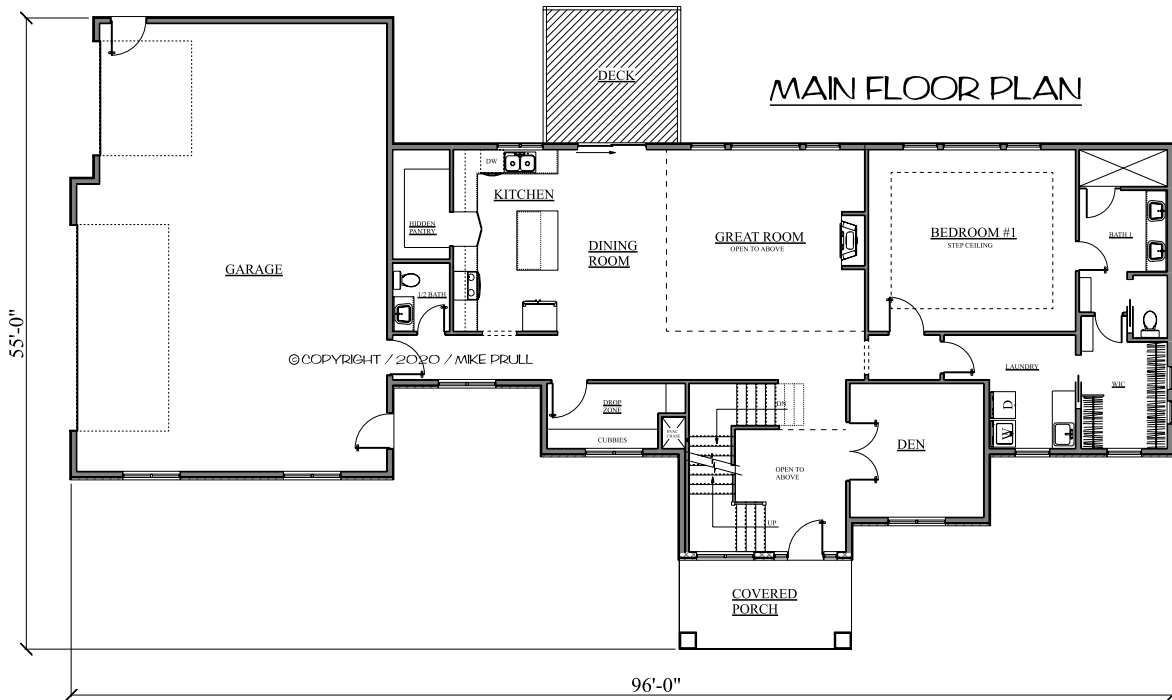 MAIN FLOOR PLAN
DECK
DW
KITCHEN
HIDDEN
PANTRY
DINING
ROOM
GREAT ROOM
OPEN TO ABOVE
BEDROOM #1
STEP CEILING
BATH 1
GARAGE
1/2 BATH
55'-0"
© COPYRIGHT / 2020 / MIKE PRULL
LAUNDRY
WIC
DROP
ZONE
CUBBIES
HVAC
CHASE
DN
D
W
DEN
OPEN TO
ABOVE
UP
COVERED
PORCH
96'-0"